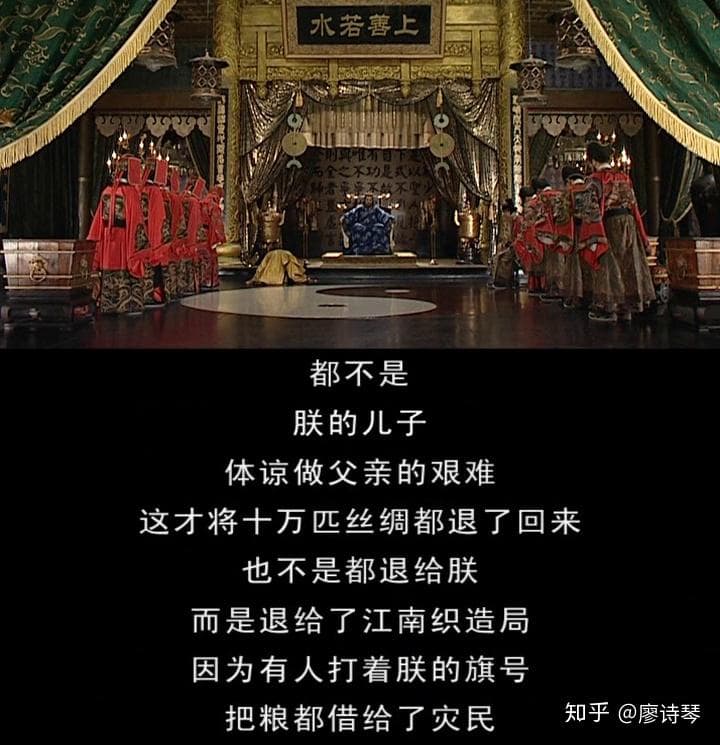 水若善上
都不是
朕的儿子
体谅做父亲的艰难
这才将十万匹丝绸都退了回来
也不是都退给朕
而是退给了江南织造局
因为有人打着朕的旗号
把粮都借给了灾民
知乎 @廖诗琴